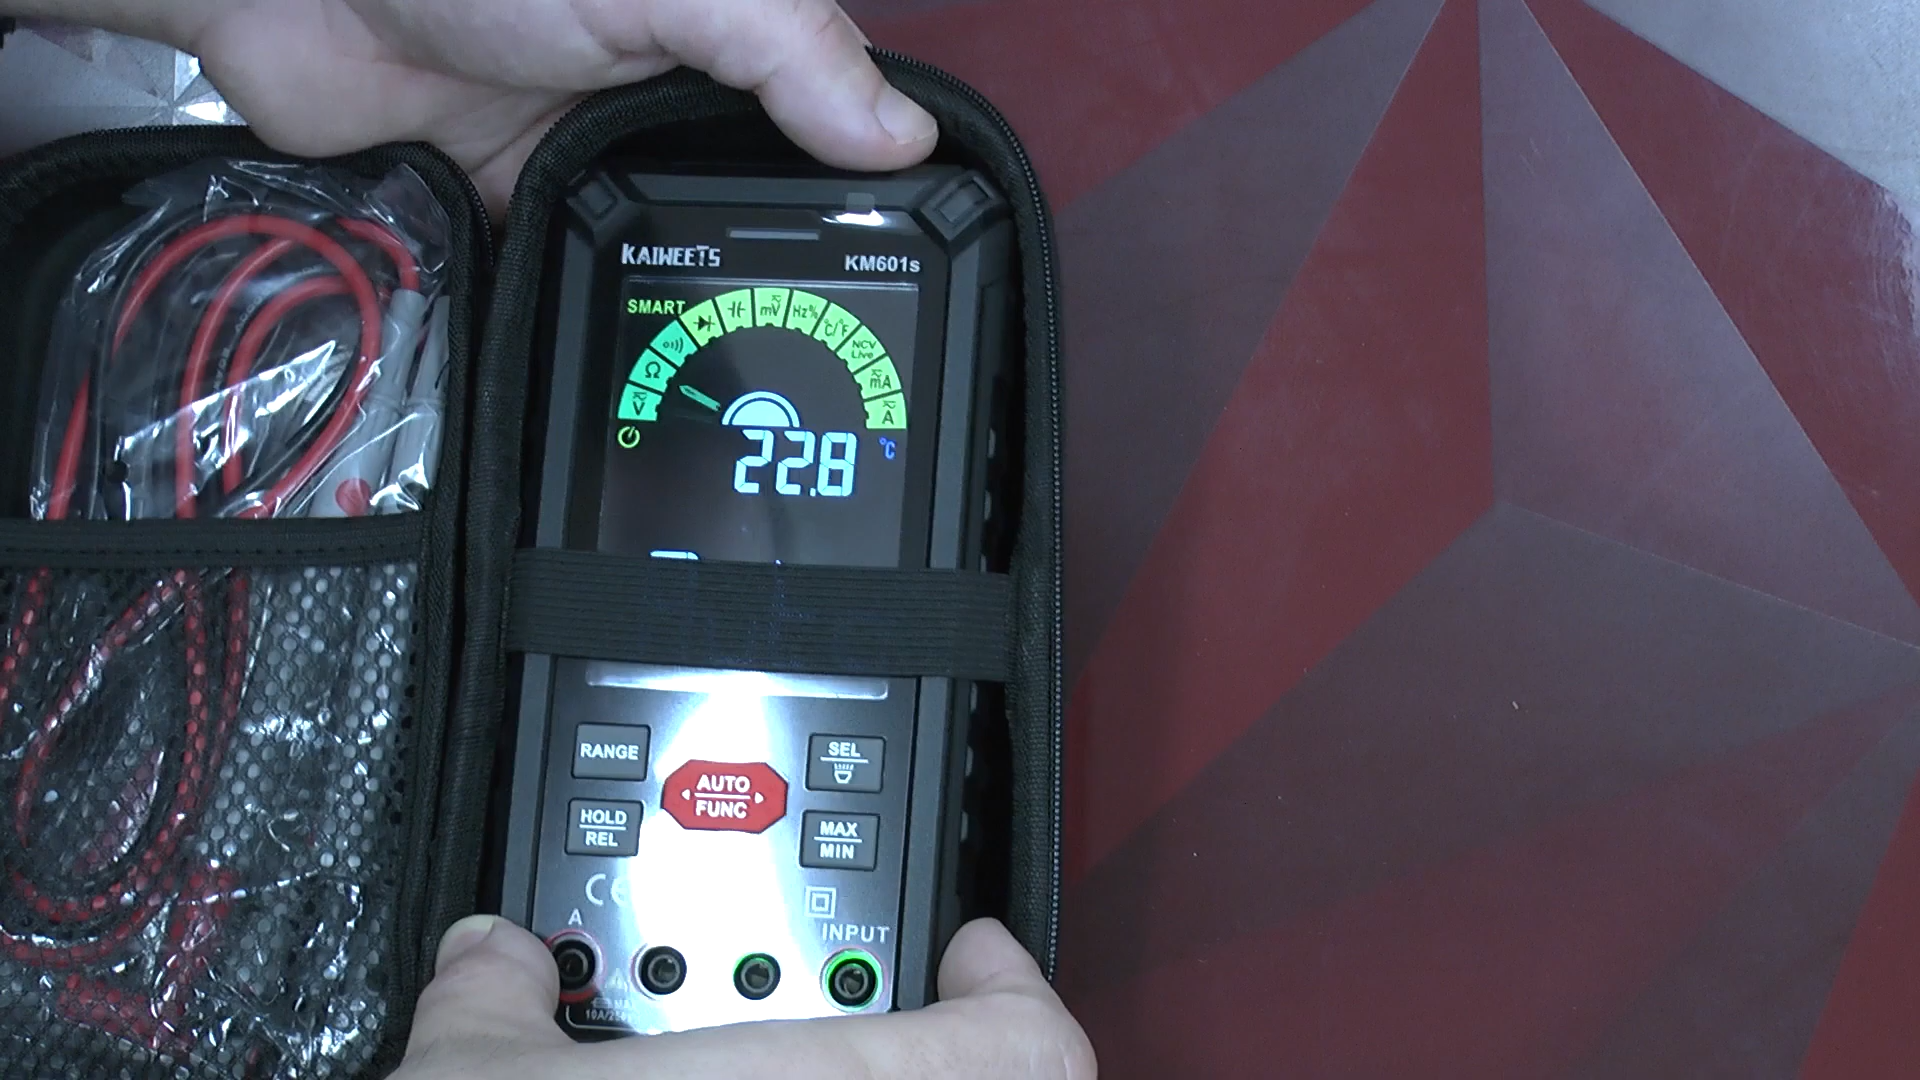 KAIWEETS
KM601s
SMART
mV
Hz%
°C/°F
NCV
Live
Ω
mA
V
A
22.8
°C
RANGE
AUTO
FUNC
SEL
HOLD
REL
MAX
MIN
CE
A
INPUT